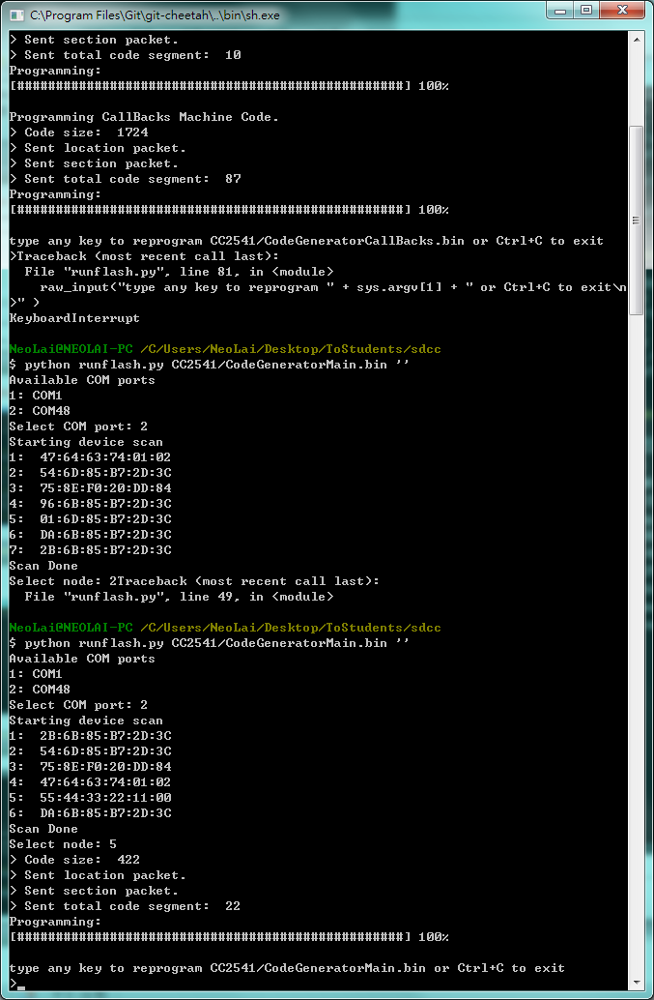 C:\Program Files\Git\git-cheetah\..\bin\sh.exe
> Sent section packet.
> Sent total code segment:  10
Programming:
[##################################################] 100%

Programming CallBacks Machine Code.
> Code size:  1724
> Sent location packet.
> Sent section packet.
> Sent total code segment:  87
Programming:
[##################################################] 100%

type any key to reprogram CC2541/CodeGeneratorCallBacks.bin or Ctrl+C to exit
>Traceback (most recent call last):
  File "runflash.py", line 81, in <module>
    raw_input("type any key to reprogram " + sys.argv[1] + " or Ctrl+C to exit\n
>" )
KeyboardInterrupt

NeoLai@NEOLAI-PC /C/Users/NeoLai/Desktop/ToStudents/sdcc
$ python runflash.py CC2541/CodeGeneratorMain.bin ''
Available COM ports
1: COM1
2: COM48
Select COM port: 2
Starting device scan
1:  47:64:63:74:01:02
2:  54:6D:85:B7:2D:3C
3:  75:8E:F0:20:DD:84
4:  96:6B:85:B7:2D:3C
5:  01:6D:85:B7:2D:3C
6:  DA:6B:85:B7:2D:3C
7:  2B:6B:85:B7:2D:3C
Scan Done
Select node: 2Traceback (most recent call last):
  File "runflash.py", line 49, in <module>

NeoLai@NEOLAI-PC /C/Users/NeoLai/Desktop/ToStudents/sdcc
$ python runflash.py CC2541/CodeGeneratorMain.bin ''
Available COM ports
1: COM1
2: COM48
Select COM port: 2
Starting device scan
1:  2B:6B:85:B7:2D:3C
2:  54:6D:85:B7:2D:3C
3:  75:8E:F0:20:DD:84
4:  47:64:63:74:01:02
5:  55:44:33:22:11:00
6:  DA:6B:85:B7:2D:3C
Scan Done
Select node: 5
> Code size:  422
> Sent location packet.
> Sent section packet.
> Sent total code segment:  22
Programming:
[##################################################] 100%

type any key to reprogram CC2541/CodeGeneratorMain.bin or Ctrl+C to exit
>_